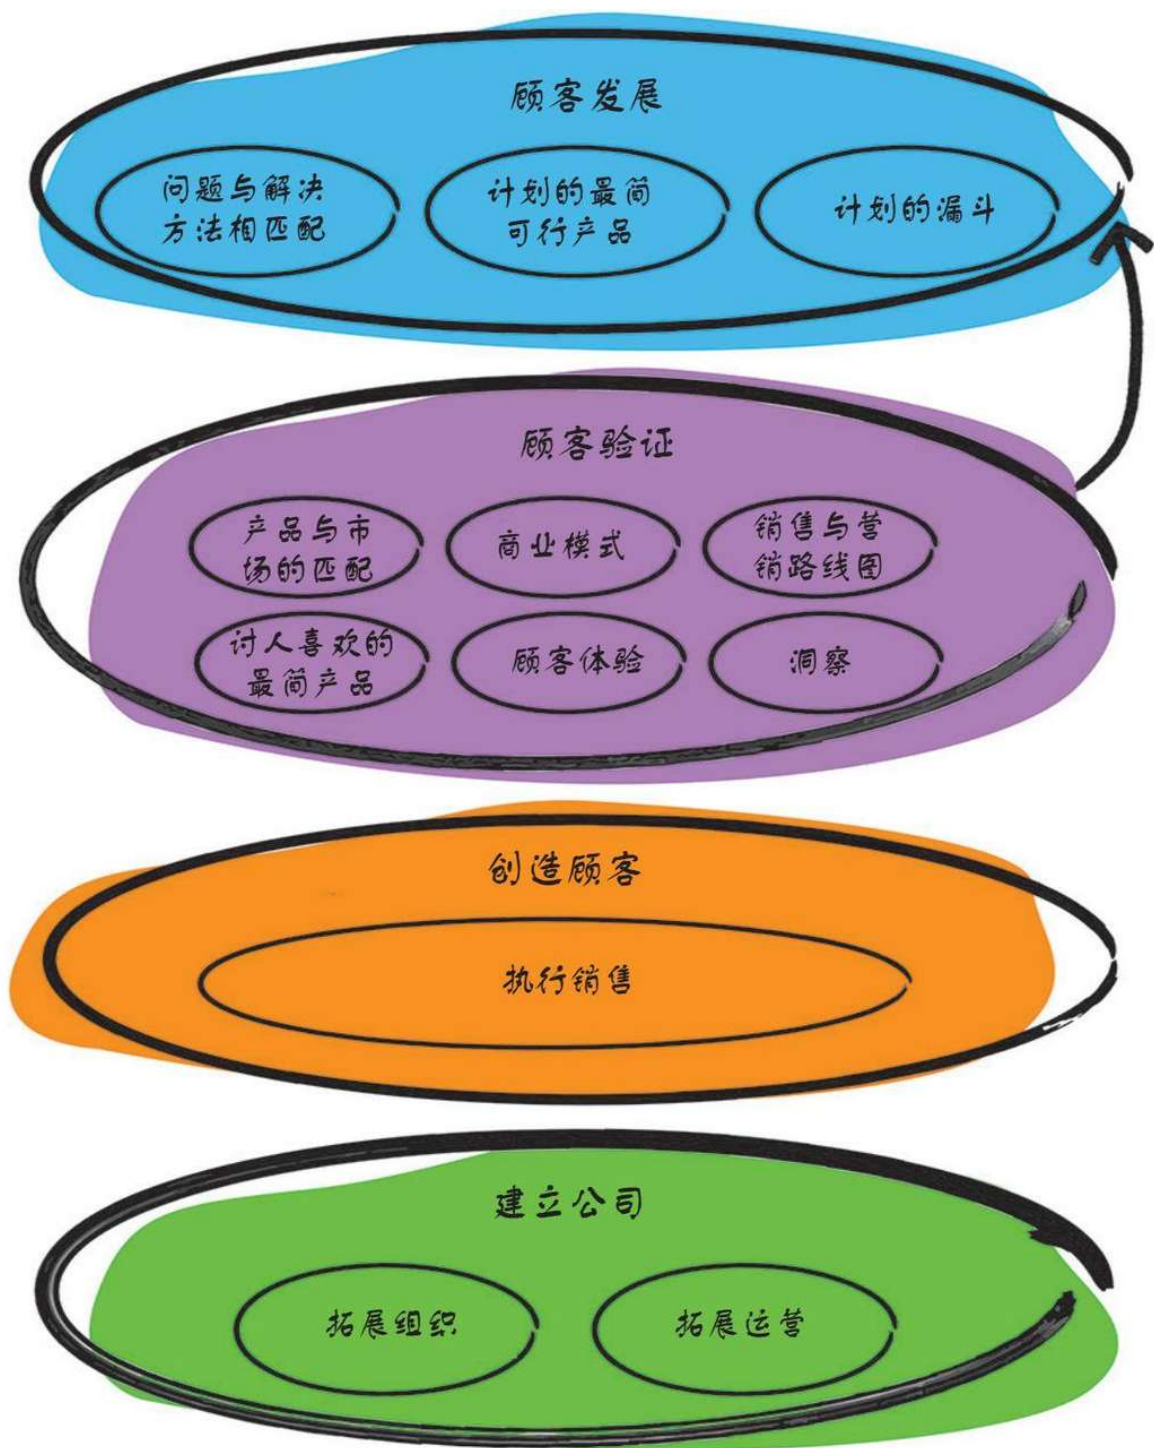 顾客发展
问题与解决
方法相匹配
计划的最简
可行产品
计划的漏斗
顾客验证
产品与市
场的匹配
商业模式
销售与营
销路线图
讨人喜欢的
最简产品
顾客体验
洞察
创造顾客
执行销售
建立公司
拓展组织
拓展运营